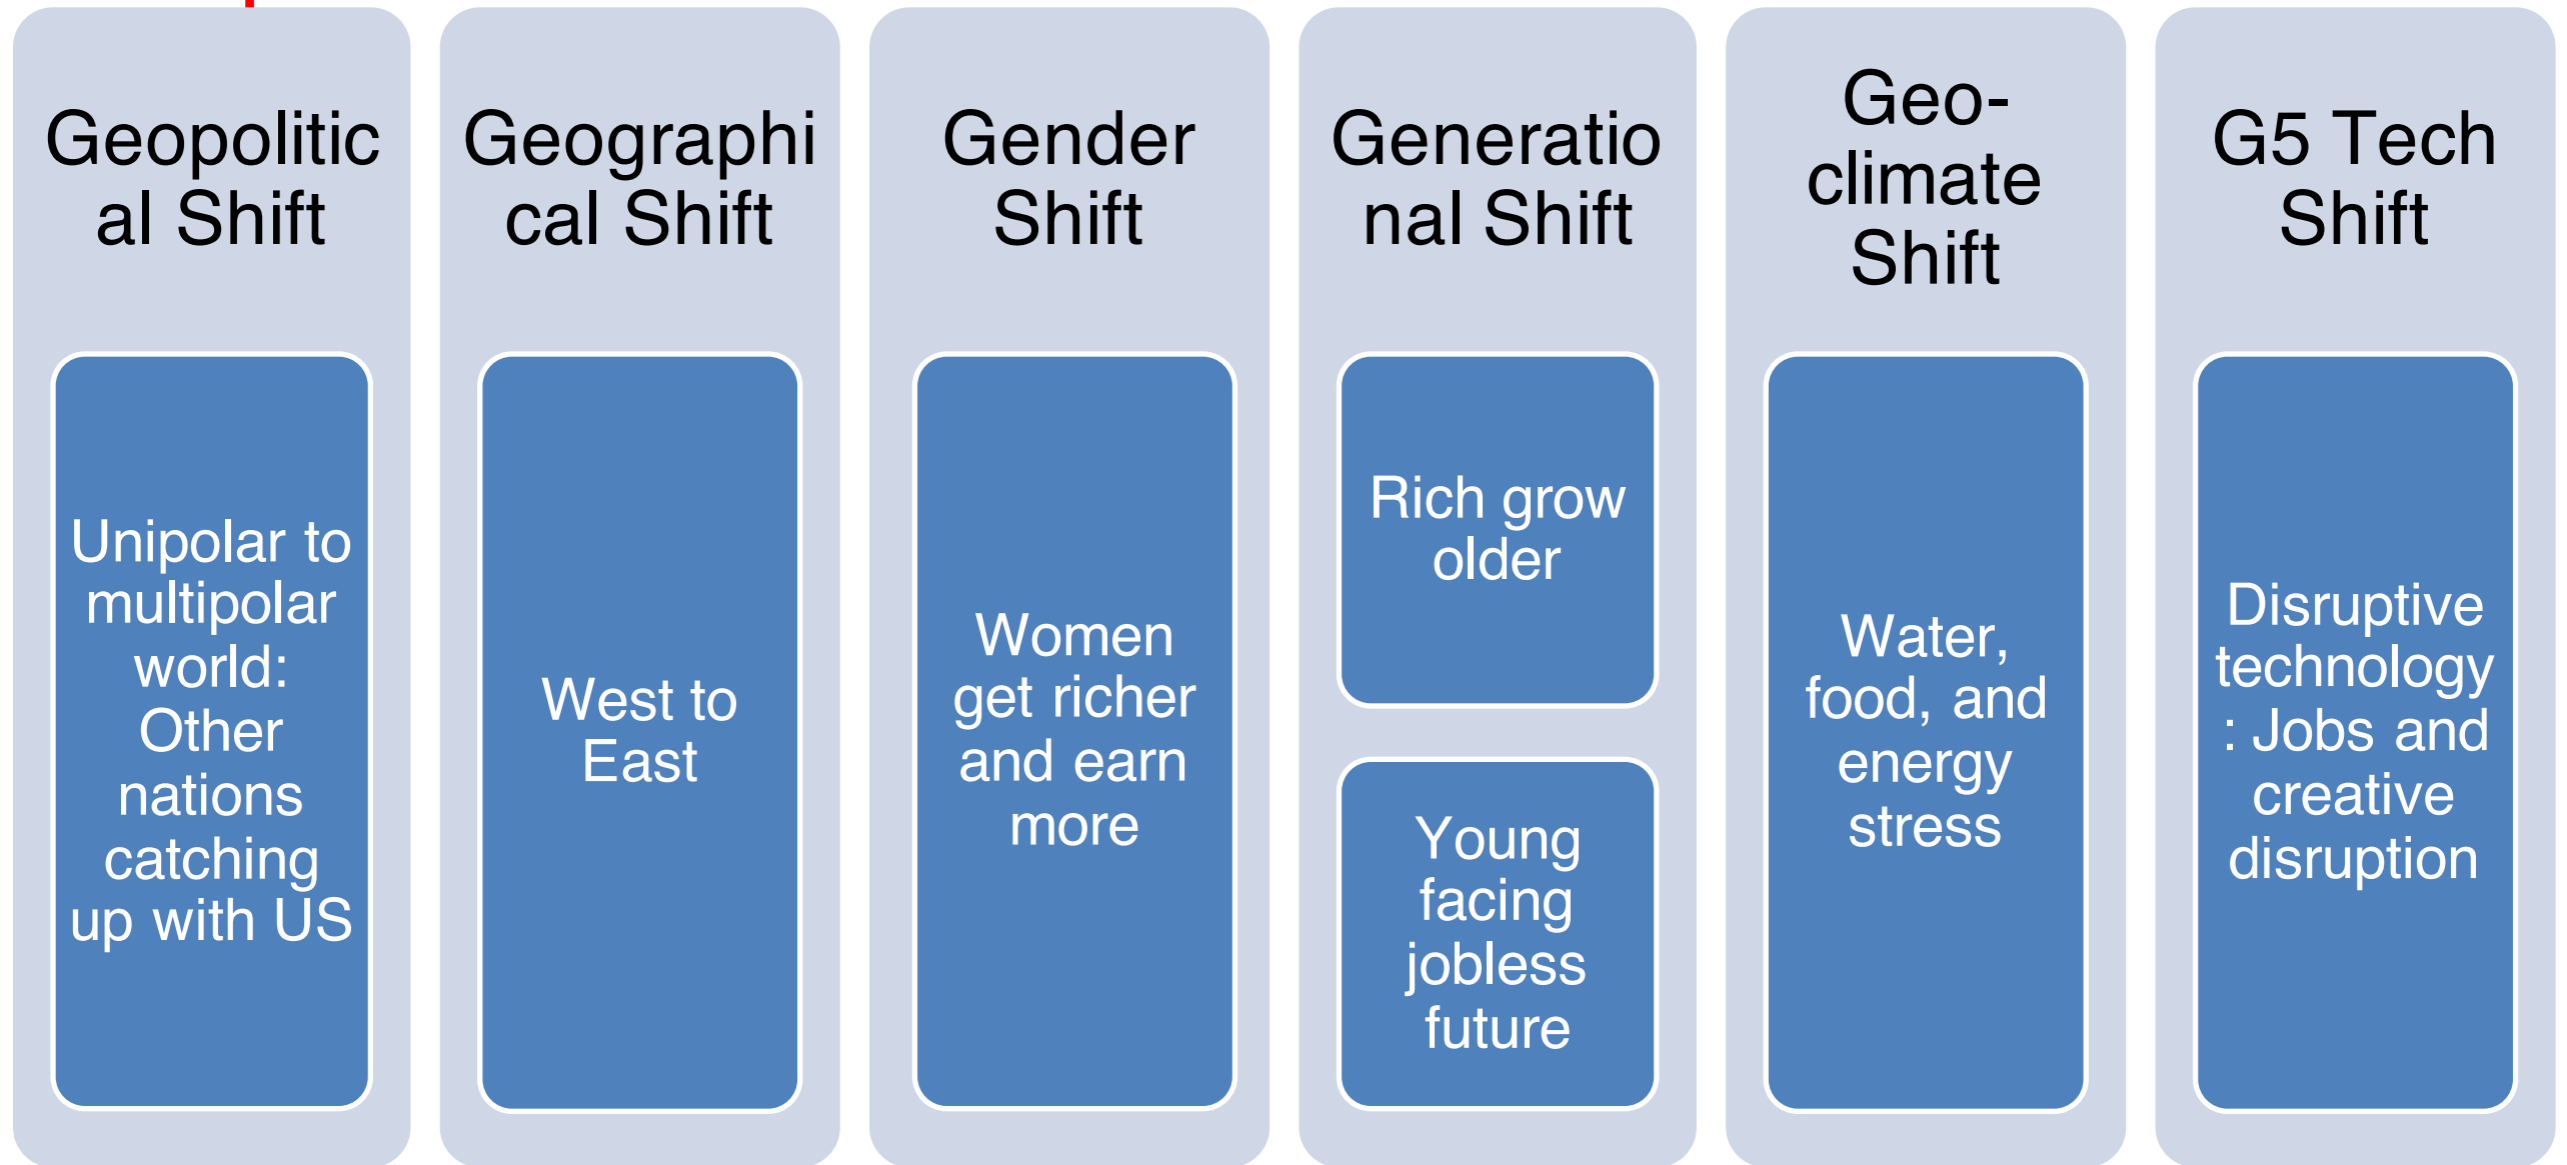 Geopolitic
al Shift
Unipolar to
multipolar
world:
Other
nations
catching
up with US
Geographi
cal Shift
West to
East
Gender
Shift
Women
get richer
and earn
more
Generatio
nal Shift
Rich grow
older
Young
facing
jobless
future
Geo-
climate
Shift
Water,
food, and
energy
stress
G5 Tech
Shift
Disruptive
technology
: Jobs and
creative
disruption